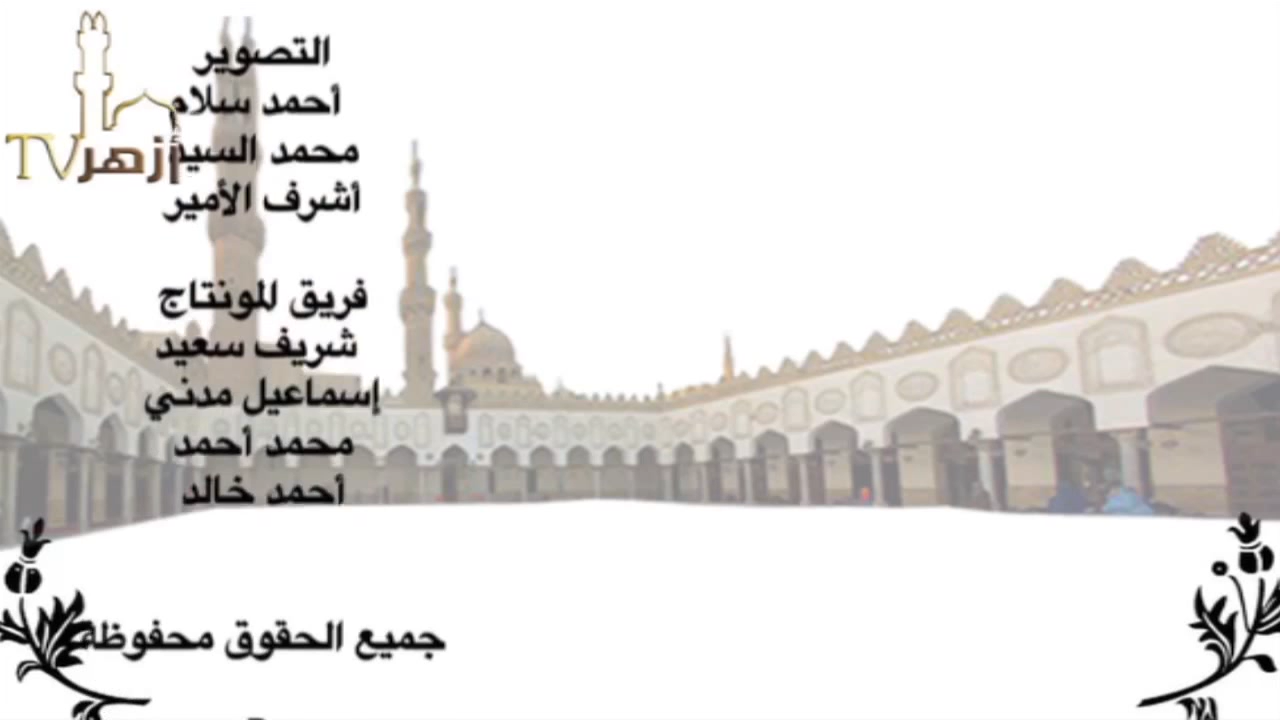 التصوير
أحمد سلام
محمد السيد
أشرف الأمير
فريق المونتاج
شريف سعيد
إسماعيل مدني
محمد أحمد
أحمد خالد
جميع الحقوق محفوظة
أزهر TV